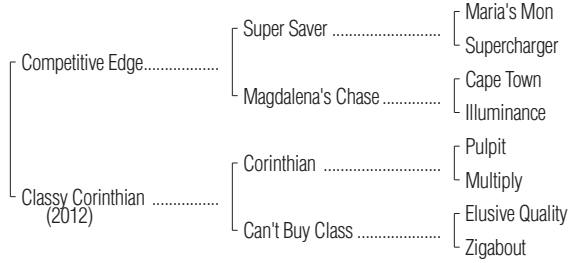 Maria's Mon
Super Saver ............................
Supercharger
Competitive Edge...................
Cape Town
Magdalena's Chase ...............
Illuminance
Pulpit
Corinthian ..............................
Multiply
Classy Corinthian .................
(2012)
Elusive Quality
Can't Buy Class .....................
Zigabout